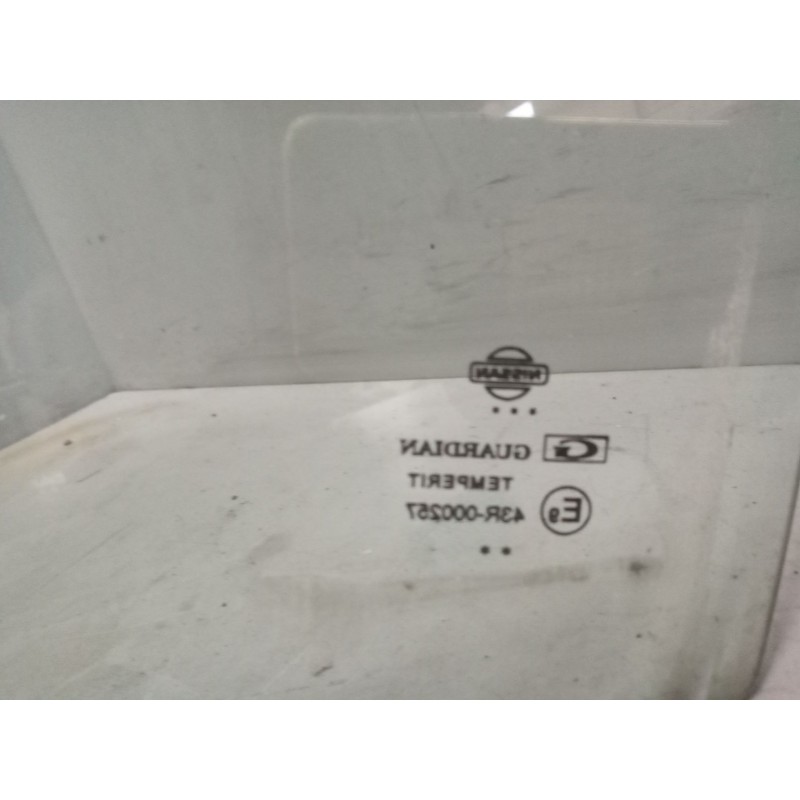 NISSAN
G GUARDIAN
TEMPERIT
E9 43R-000257